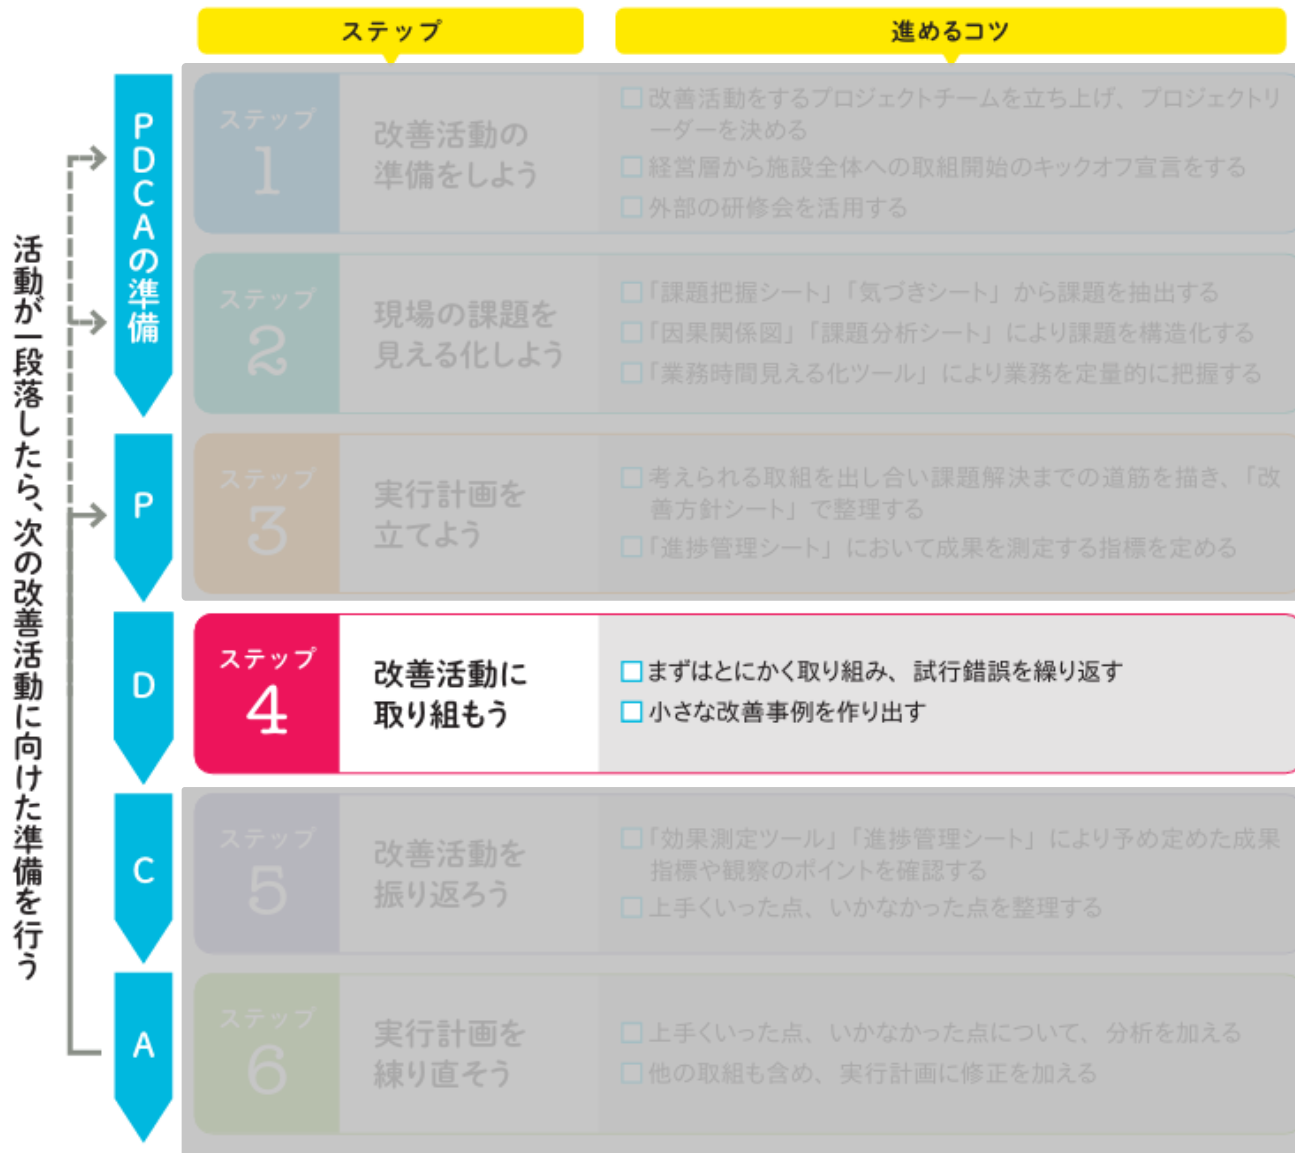 ステップ
進めるコツ
活動が一段落したら、次の改善活動に向けた準備を行う
PDCAの準備
ステップ
1
改善活動の
準備をしよう
□改善活動をするプロジェクトチームを立ち上げ、プロジェクトリ
ーダーを決める
□経営層から施設全体への取組開始のキックオフ宣言をする
□外部の研修会を活用する
ステップ
2
現場の課題を
見える化しよう
□「課題把握シート」「気づきシート」から課題を抽出する
□「因果関係図」「課題分析シート」により課題を構造化する
□「業務時間見える化ツール」により業務を定量的に把握する
P
ステップ
3
実行計画を
立てよう
□考えられる取組を出し合い課題解決までの道筋を描き、「改
善方針シート」で整理する
□「進捗管理シート」において成果を測定する指標を定める
D
ステップ
4
改善活動に
取り組もう
□まずはとにかく取り組み、試行錯誤を繰り返す
□小さな改善事例を作り出す
C
ステップ
5
改善活動を
振り返ろう
□「効果測定ツール」「進捗管理シート」により予め定めた成果
指標や観察のポイントを確認する
□上手くいった点、いかなかった点を整理する
A
ステップ
6
実行計画を
練り直そう
□上手くいった点、いかなかった点について、分析を加える
□他の取組も含め、実行計画に修正を加える